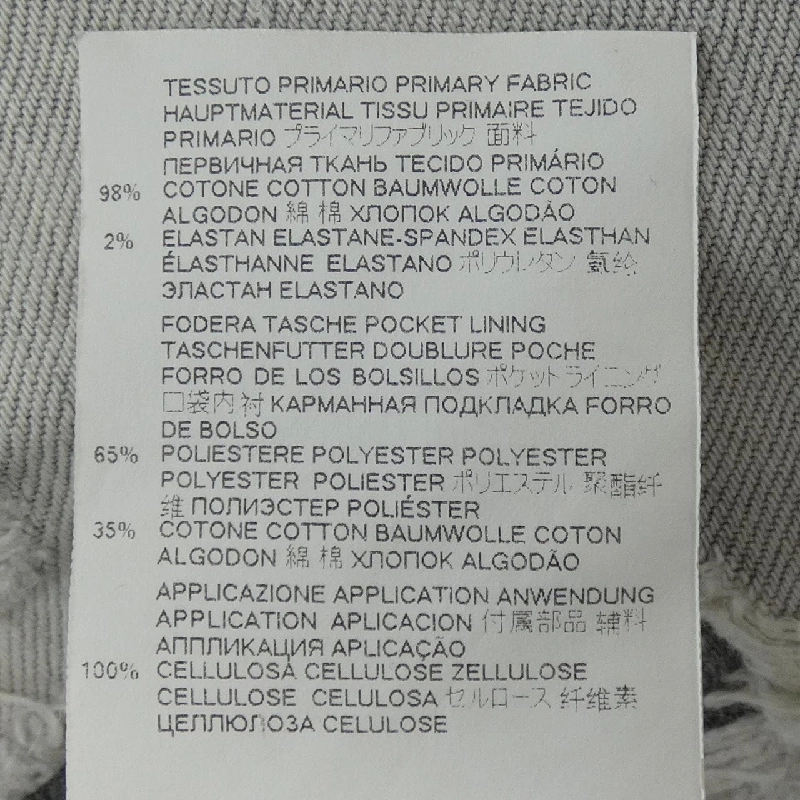 TESSUTO PRIMARIO PRIMARY FABRIC
HAUPTMATERIAL TISSU PRIMAIRE TEJIDO
PRIMARIO プライマリファブリック 面料
ПЕРВИЧНАЯ ТКАНЬ TECIDO PRIMÁRIO
98% COTONE COTTON BAUMWOLLE COTON
ALGODON 綿 棉 ХЛОПОК ALGODÃO
2% ELASTAN ELASTANE-SPANDEX ELASTHAN
ÉLASTHANNE ELASTANO ポリウレタン 氨纶
ЭЛАСТАН ELASTANO
FODERA TASCHE POCKET LINING
TASCHENFUTTER DOUBLURE POCHE
FORRO DE LOS BOLSILLOS ポケットライニング
口袋内衬 КАРМАННАЯ ПОДКЛАДКА FORRO
DE BOLSO
65% POLIESTERE POLYESTER POLYESTER
POLYESTER POLIESTER ポリエステル 聚酯纤
维 ПОЛИЭСТЕР POLIÉSTER
35% COTONE COTTON BAUMWOLLE COTON
ALGODON 綿 棉 ХЛОПОК ALGODÃO
APPLICAZIONE APPLICATION ANWENDUNG
APPLICATION APLICACION 付属部品 辅料
АППЛИКАЦИЯ APLICAÇÃO
100% CELLULOSA CELLULOSE ZELLULOSE
CELLULOSE CELULOSA セルロース 纤维素
ЦЕЛЛЮЛОЗА CELULOSE